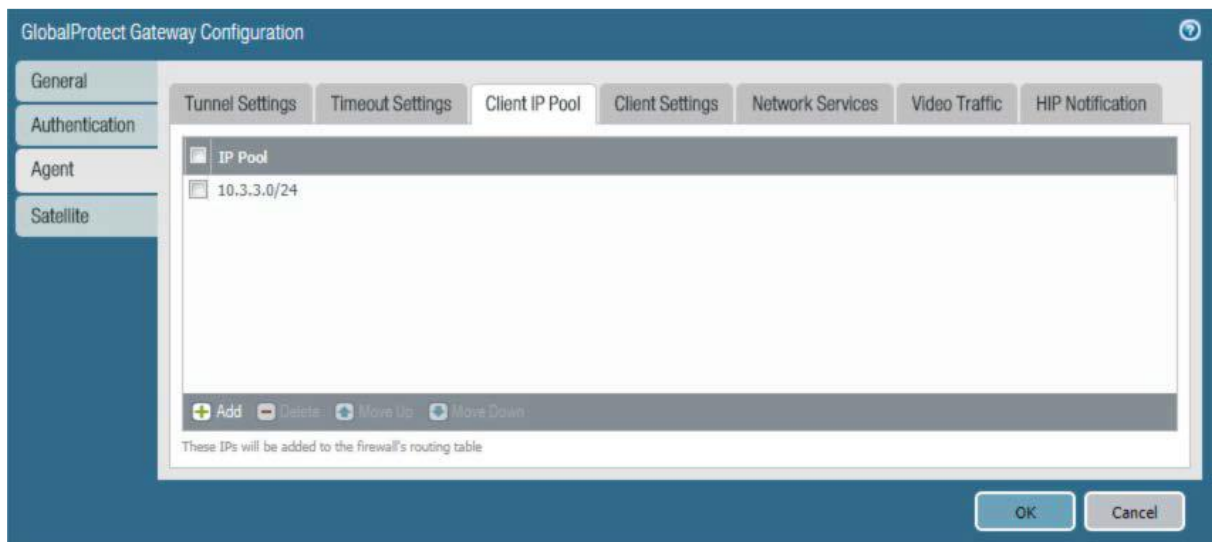 GlobalProtect Gateway Configuration
General
Authentication
Agent
Satellite
Tunnel Settings Timeout Settings Client IP Pool Client Settings Network Services Video Traffic HIP Notification
IP Pool
10.3.3.0/24
Add Delete Move Up Move Down
These IPs will be added to the firewall's routing table
OK Cancel